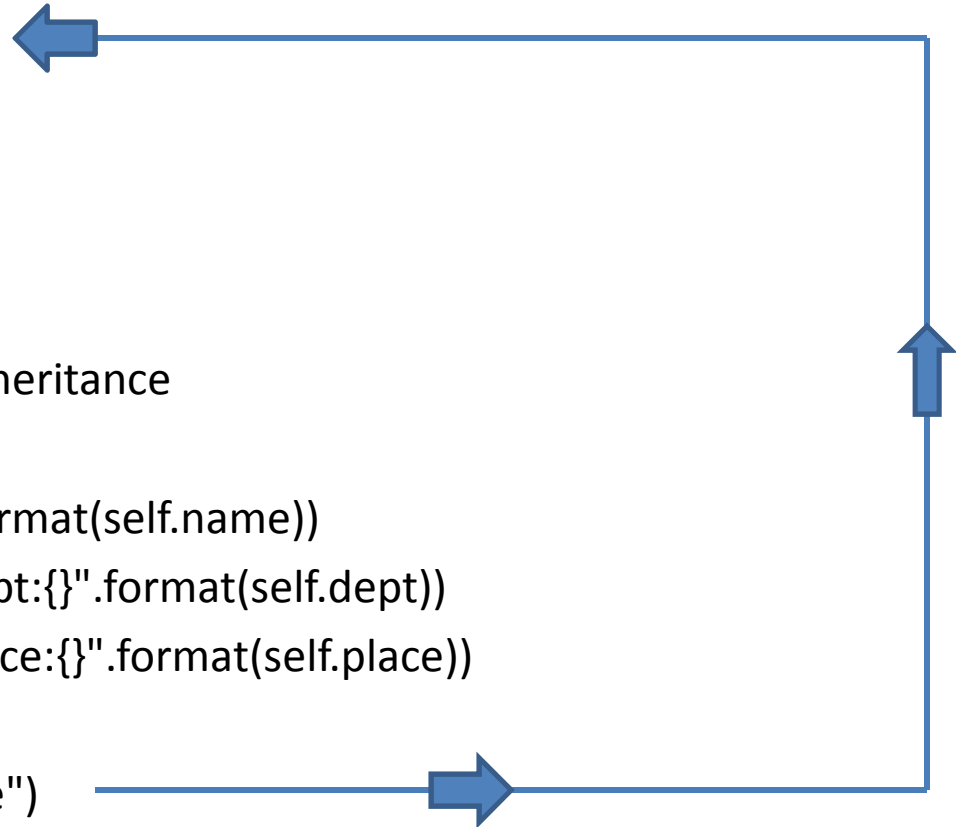 heritance
rmat(self.name))
pt:{}".format(self.dept))
ce:{}".format(self.place))
e")